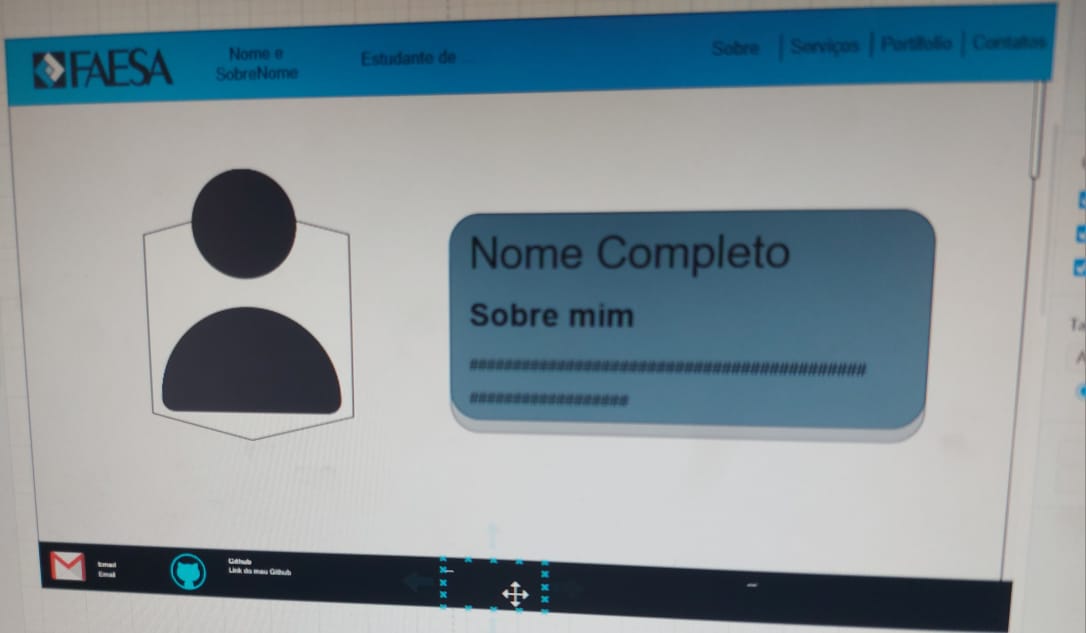 FAESA
Nome e
SobreNome
Estudante de ...
Sobre
Serviços
Portifolio
Contatos
Nome Completo
Sobre mim
#############################################
##################
Email
Email
Github
Link do meu Github